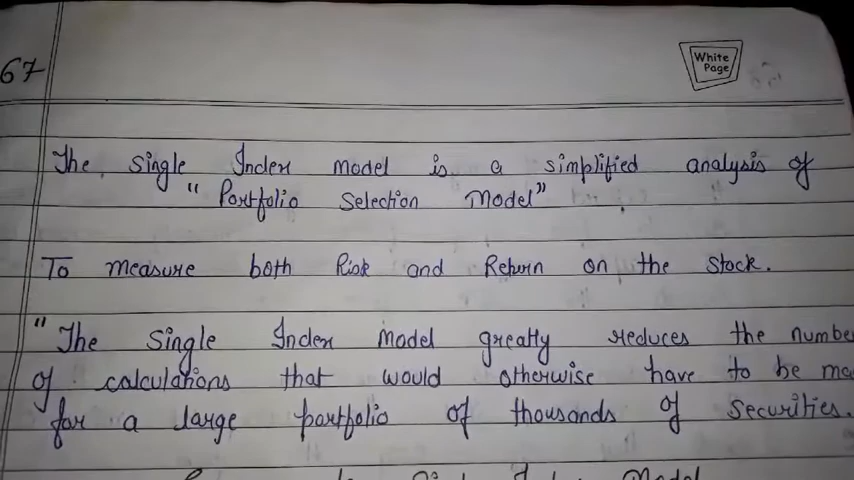 67
White
Page
The Single Index model is a simplified analysis of
"Portfolio Selection Model"
To measure both Risk and Return on the stock.
"The Single Index model greatly reduces the number
of calculations that would otherwise have to be ma
for a large portfolio of thousands of securities.
Model